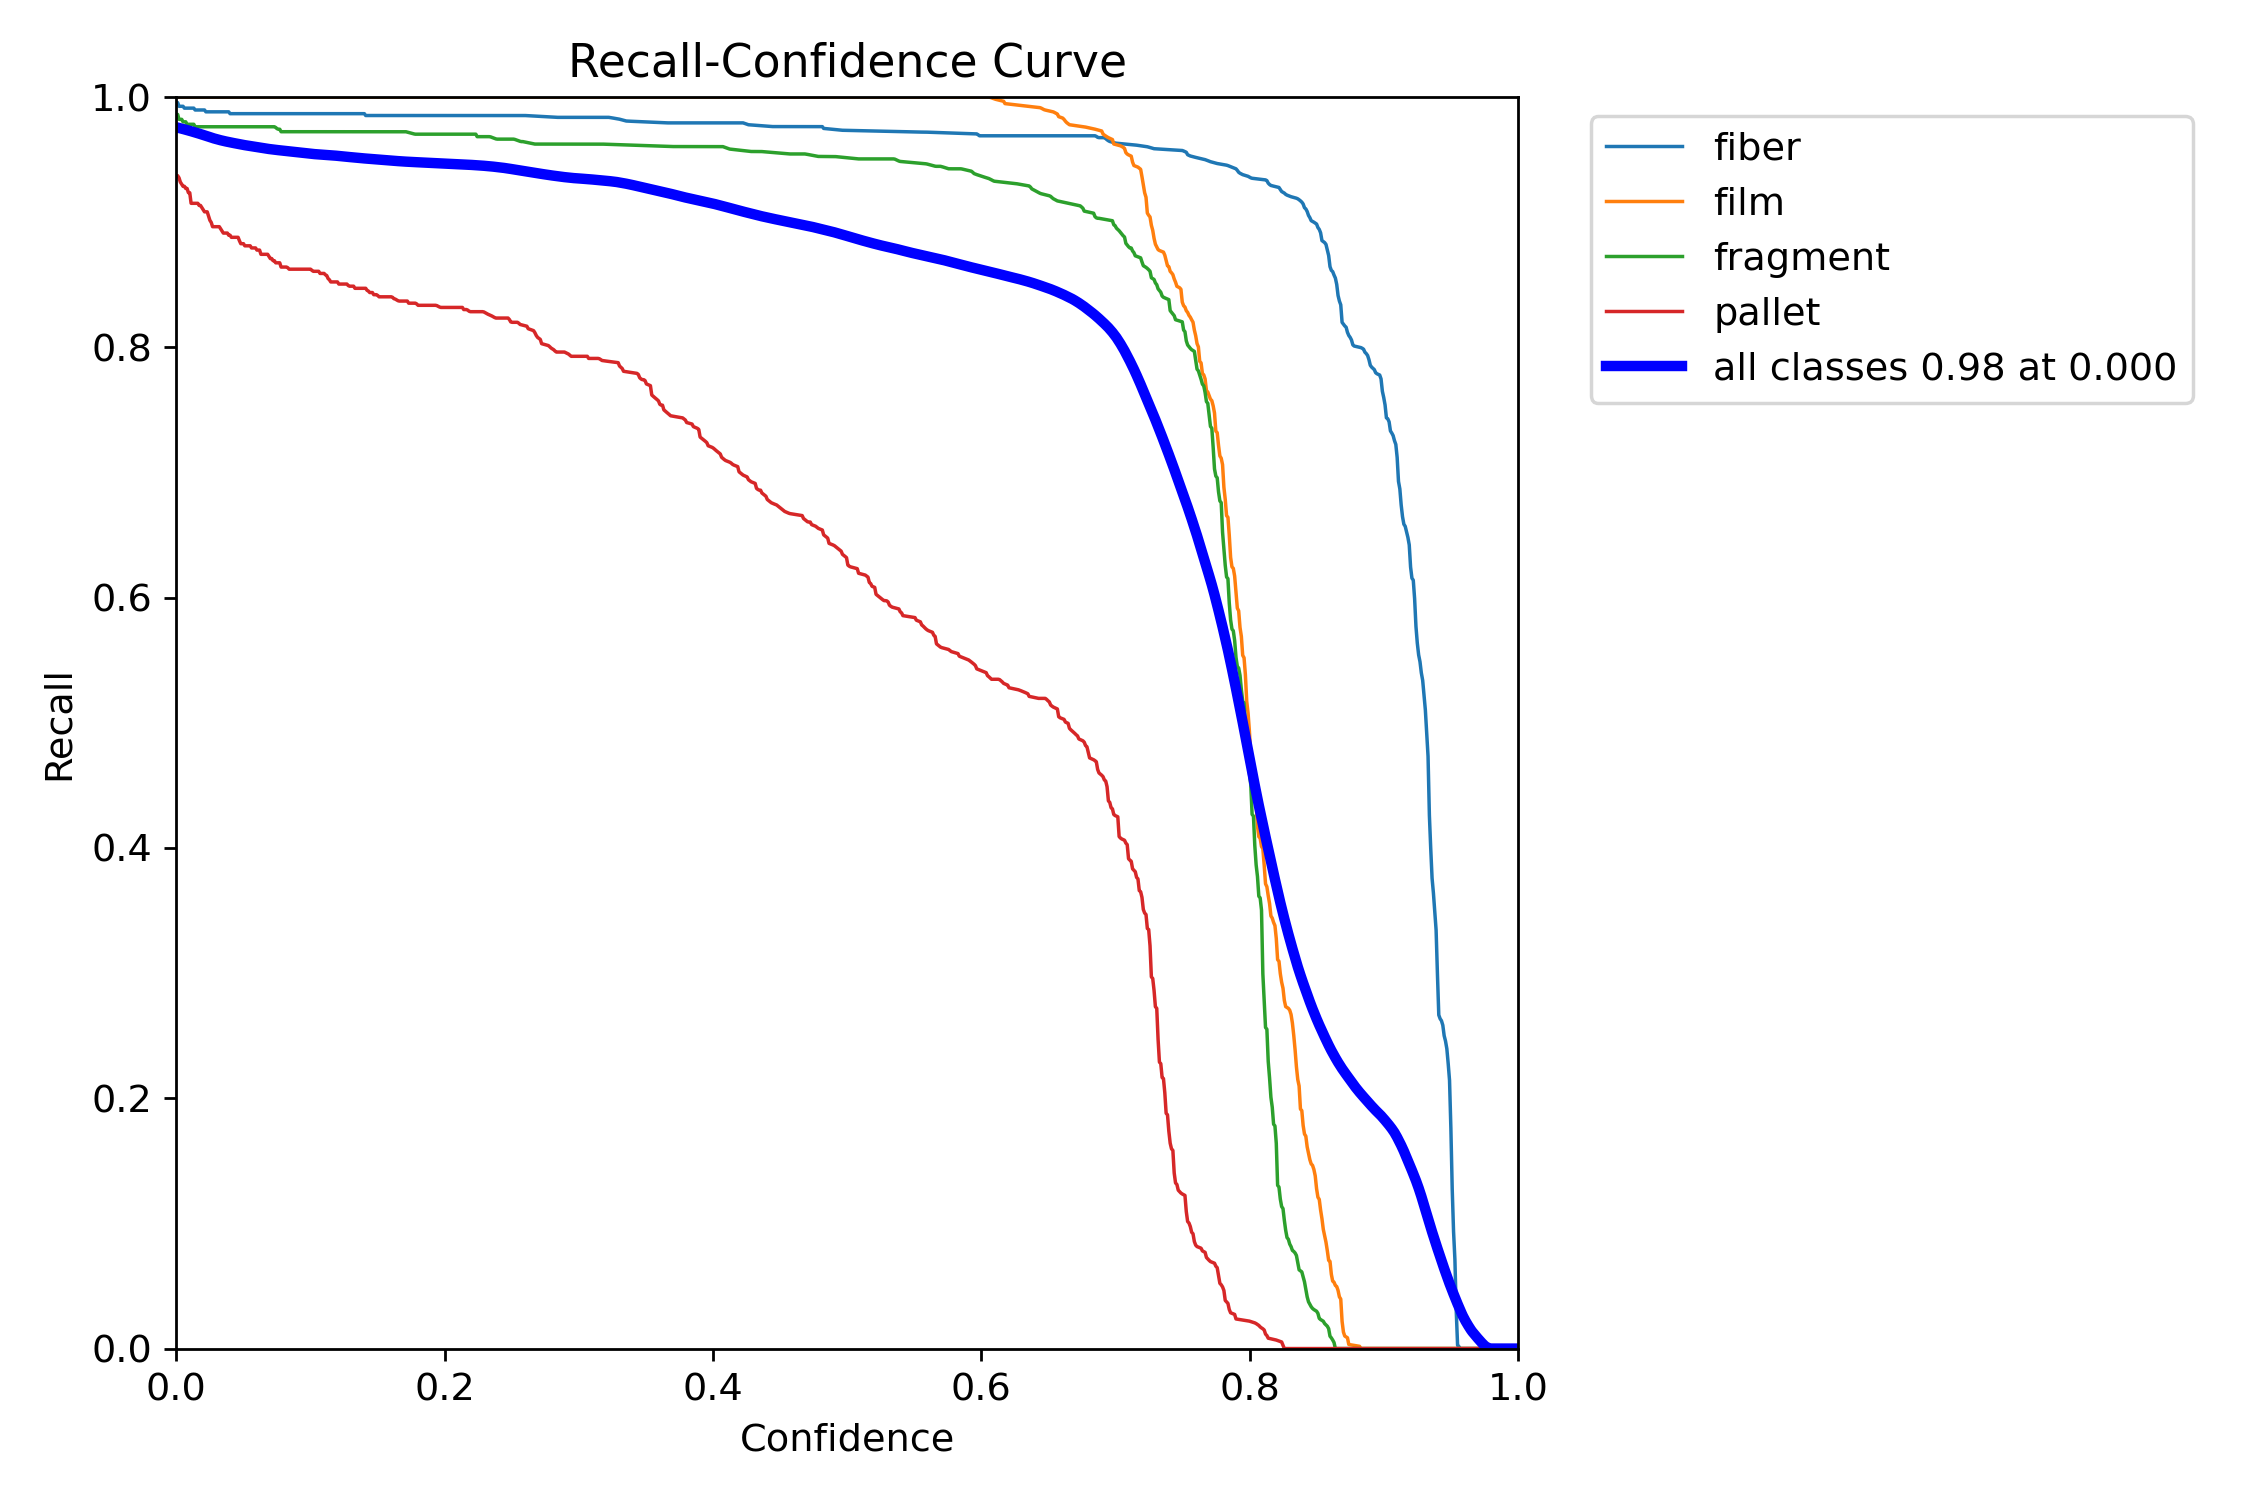 Recall-Confidence Curve
1.0
0.8
0.6
0.4
0.2
0.0
Recall
0.0 0.2 0.4 0.6 0.8 1.0
Confidence
fiber
film
fragment
pallet
all classes 0.98 at 0.000